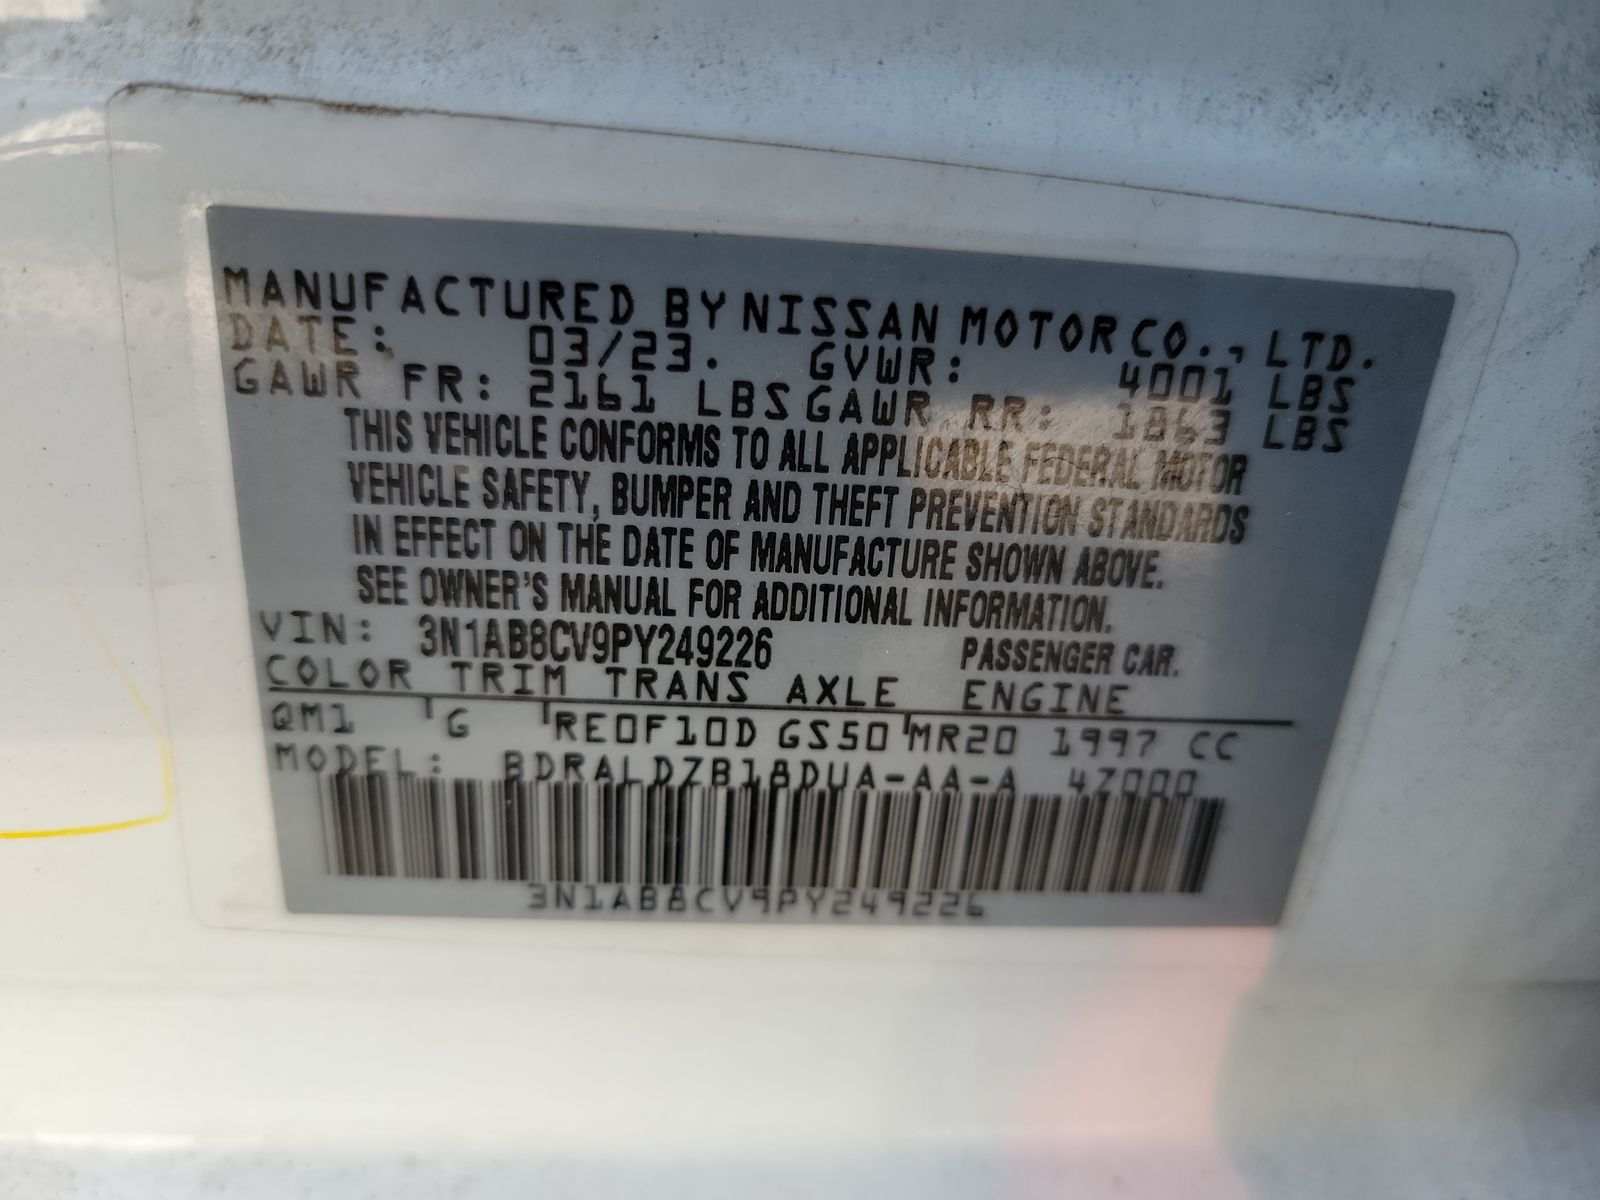 MANUFACTURED BY NISSAN MOTOR CO., LTD.
DATE: 03/23. GVWR: 4001 LBS
GAWR FR: 2161 LBS GAWR RR: 1863 LBS
THIS VEHICLE CONFORMS TO ALL APPLICABLE FEDERAL MOTOR
VEHICLE SAFETY, BUMPER AND THEFT PREVENTION STANDARDS
IN EFFECT ON THE DATE OF MANUFACTURE SHOWN ABOVE.
SEE OWNER'S MANUAL FOR ADDITIONAL INFORMATION.
VIN: 3N1AB8CV9PY249226 PASSENGER CAR.
COLOR TRIM TRANS AXLE ENGINE
QM1 G RE0F10D GS50 MR20 1997 CC
MODEL: BDRALDZB18DUA-AA-A 4Z000
3N1AB8CV9PY249226